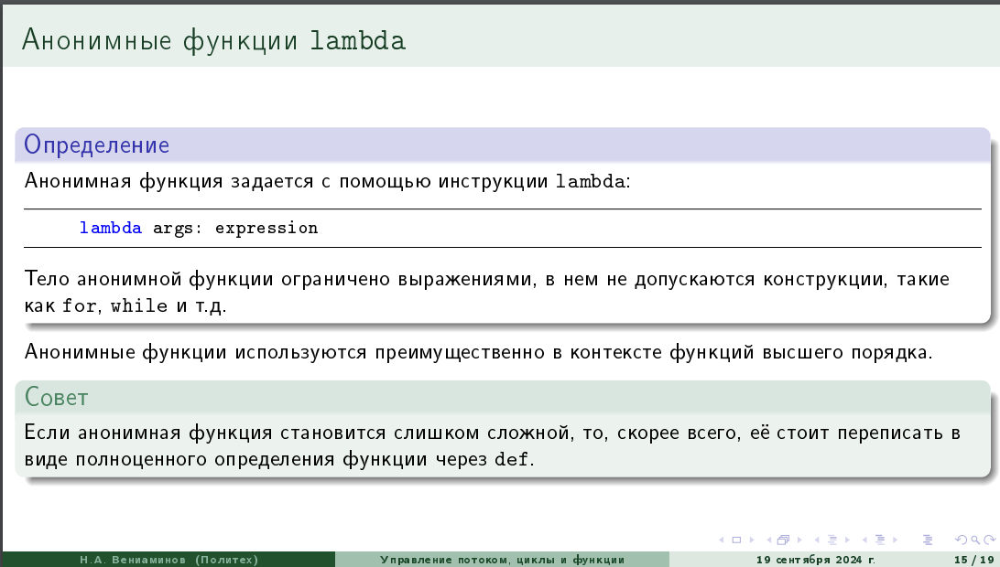 Анонимные функции lambda
Определение
Анонимная функция задается с помощью инструкции lambda:
lambda args: expression
Тело анонимной функции ограничено выражениями, в нем не допускаются конструкции, такие
как for, while и т.д.
Анонимные функции используются преимущественно в контексте функций высшего порядка.
Совет
Если анонимная функция становится слишком сложной, то, скорее всего, её стоит переписать в
виде полноценного определения функции через def.
Н.А. Вениаминов (Политех) Управление потоком, циклы и функции 19 сентября 2024 г. 15 / 19